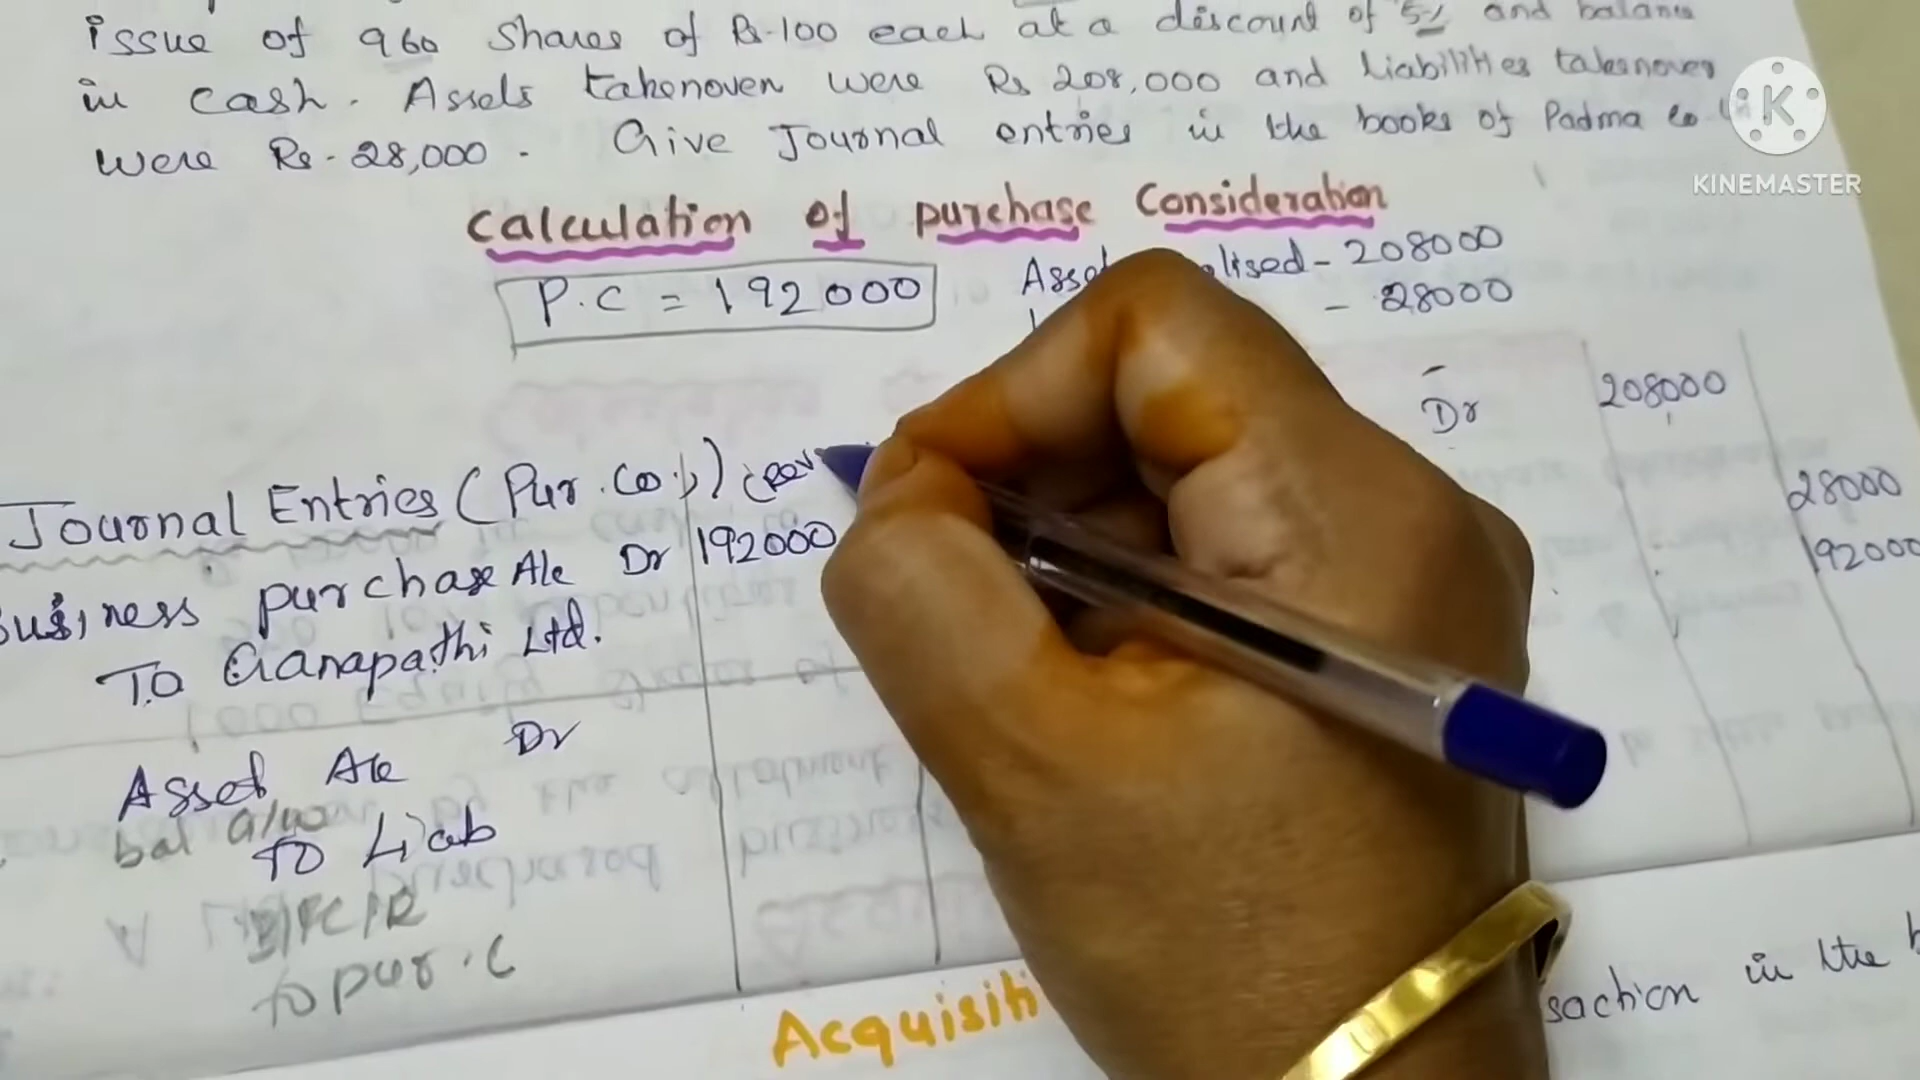 issue of 960 shares of Rs.100 each at a discount of 5% and balance
in cash. Assets takenover were Rs 208,000 and liabilities takenover
were Rs. 28,000. Give Journal entries in the books of Padma co
KINEMASTER
Calculation of purchase Consideration
P.C = 192000
lised - 208000
- 28000
Dr 208000
28000
192000
Journal Entries (Pur. Co.)
Business purchase A/c Dr 192000
To Ganapathi Ltd.
Asset A/c Dr
bal
To Liab
to pur.c
Acquisiti
saction in the b